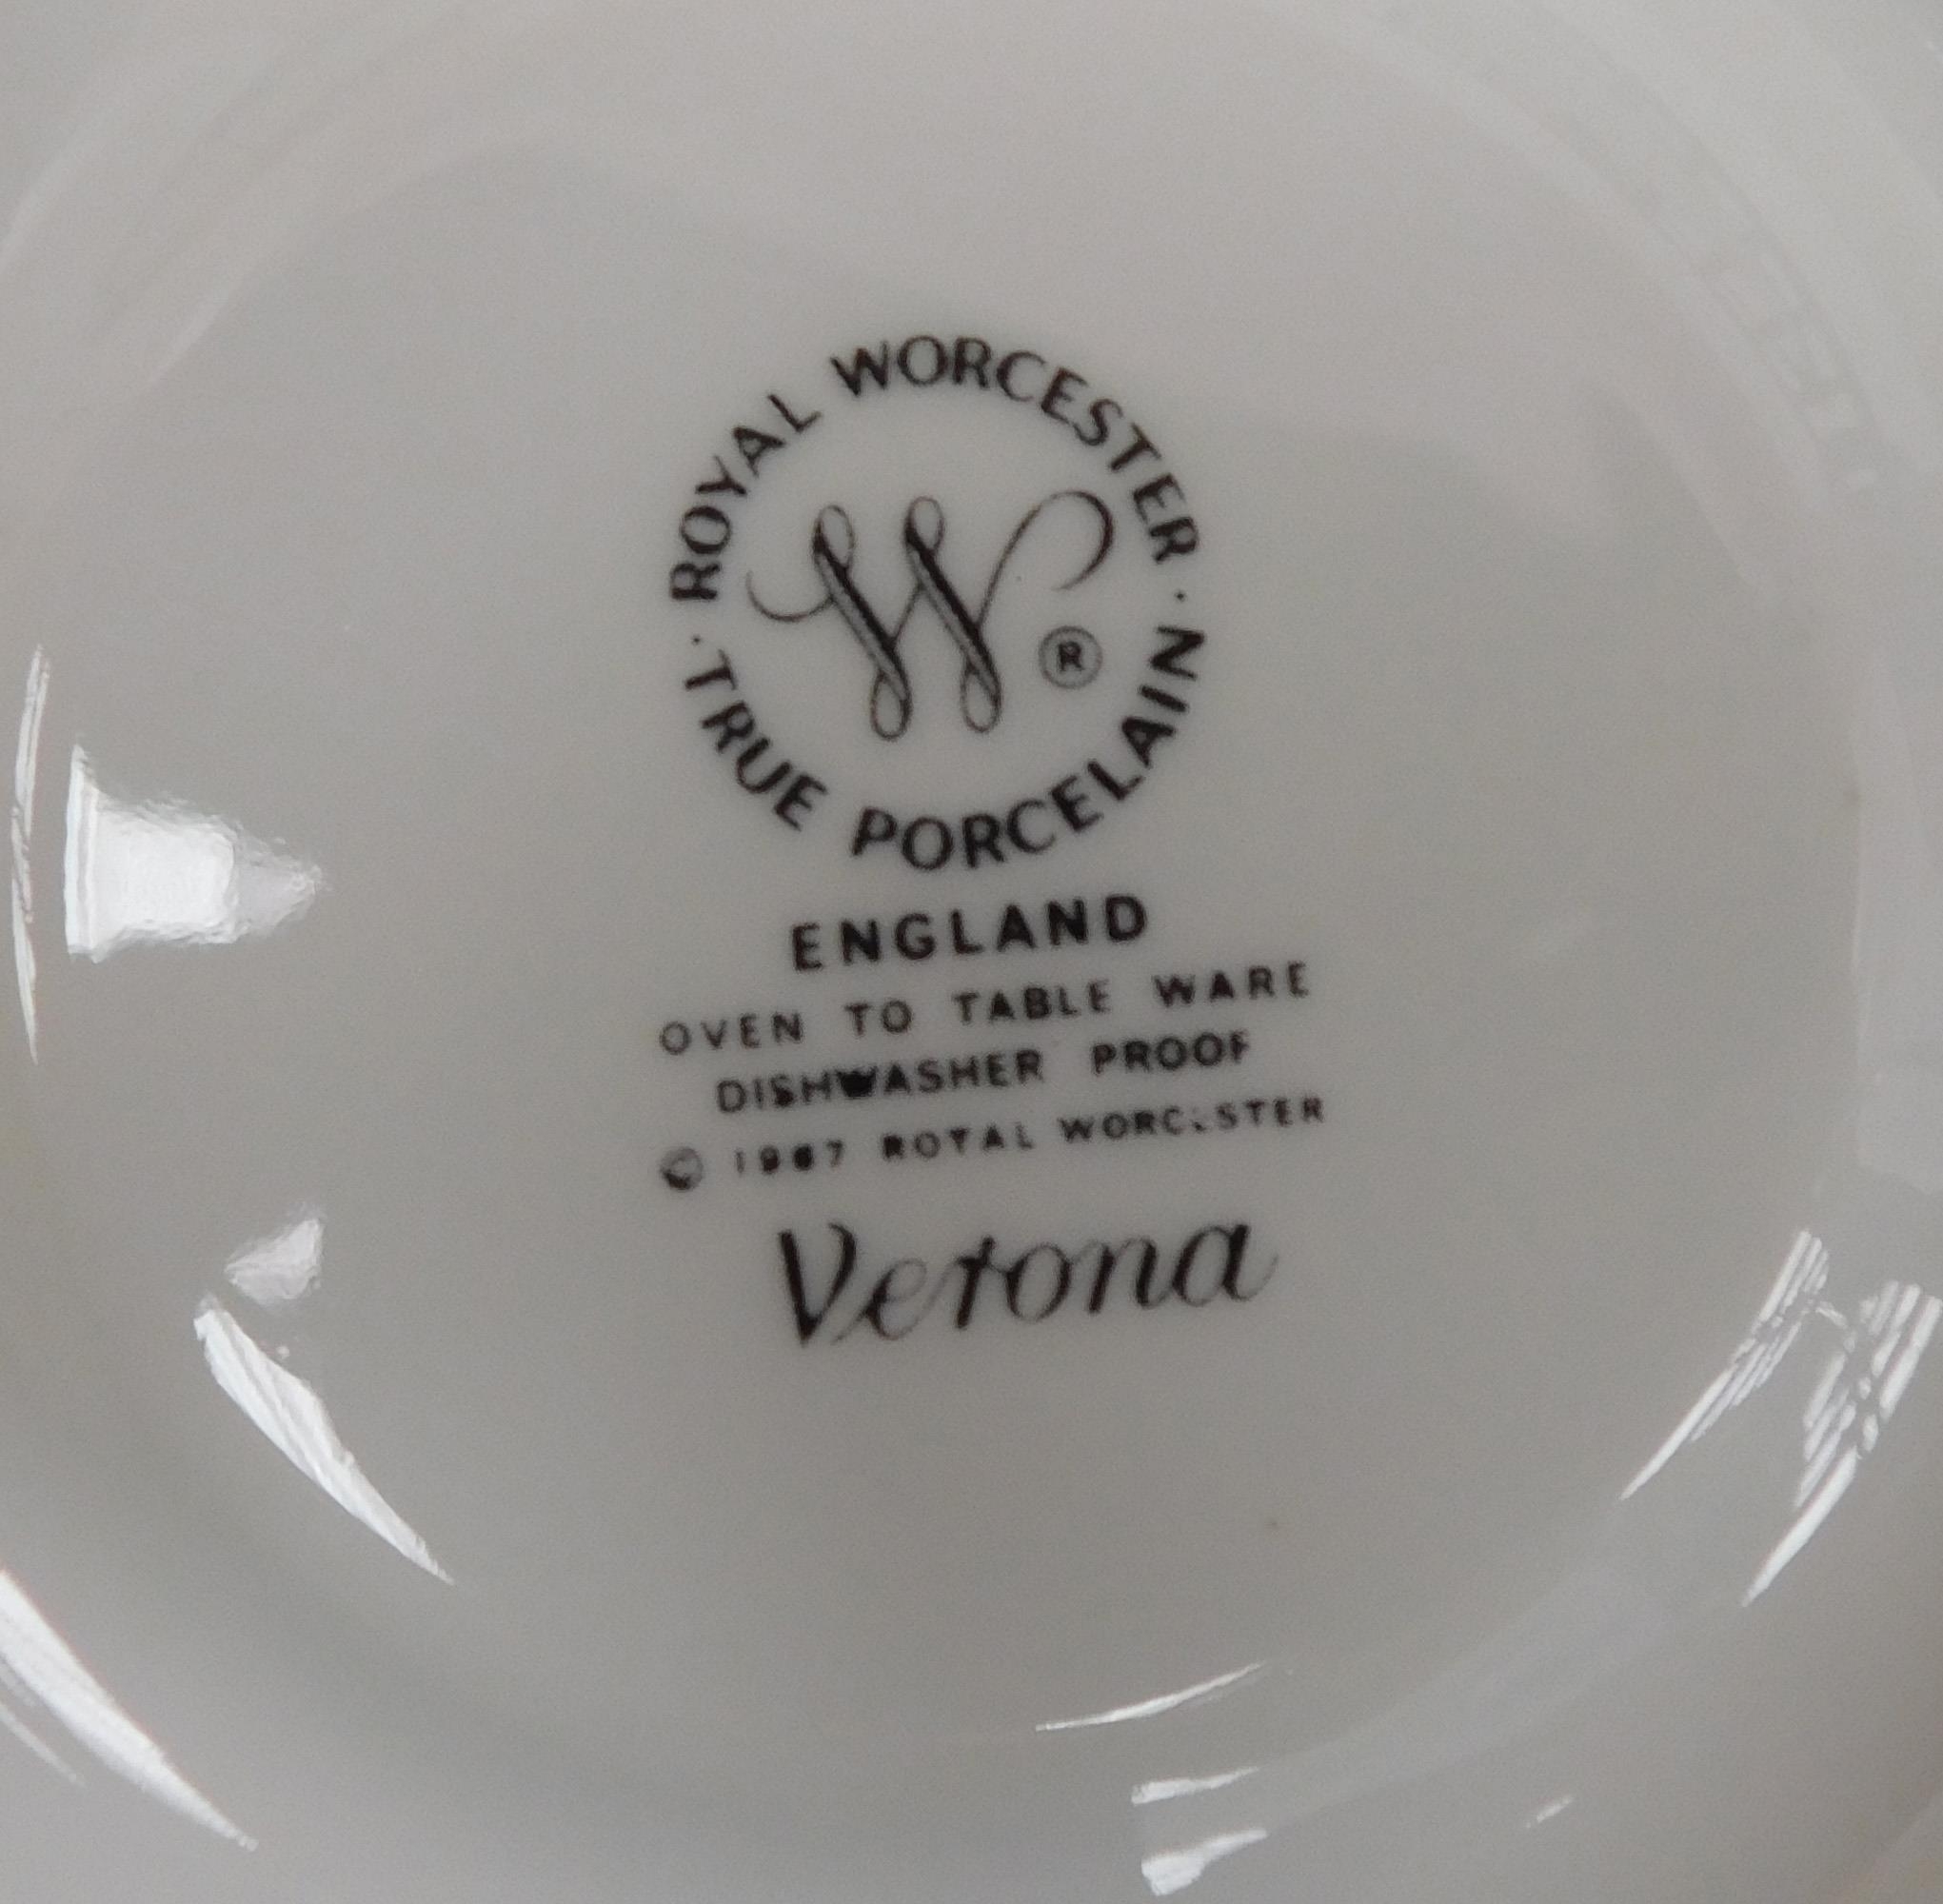 ROYAL WORCESTER
W ®
· TRUE PORCELAIN ·
ENGLAND
OVEN TO TABLE WARE
DISHWASHER PROOF
© 1967 ROYAL WORCESTER
Verona